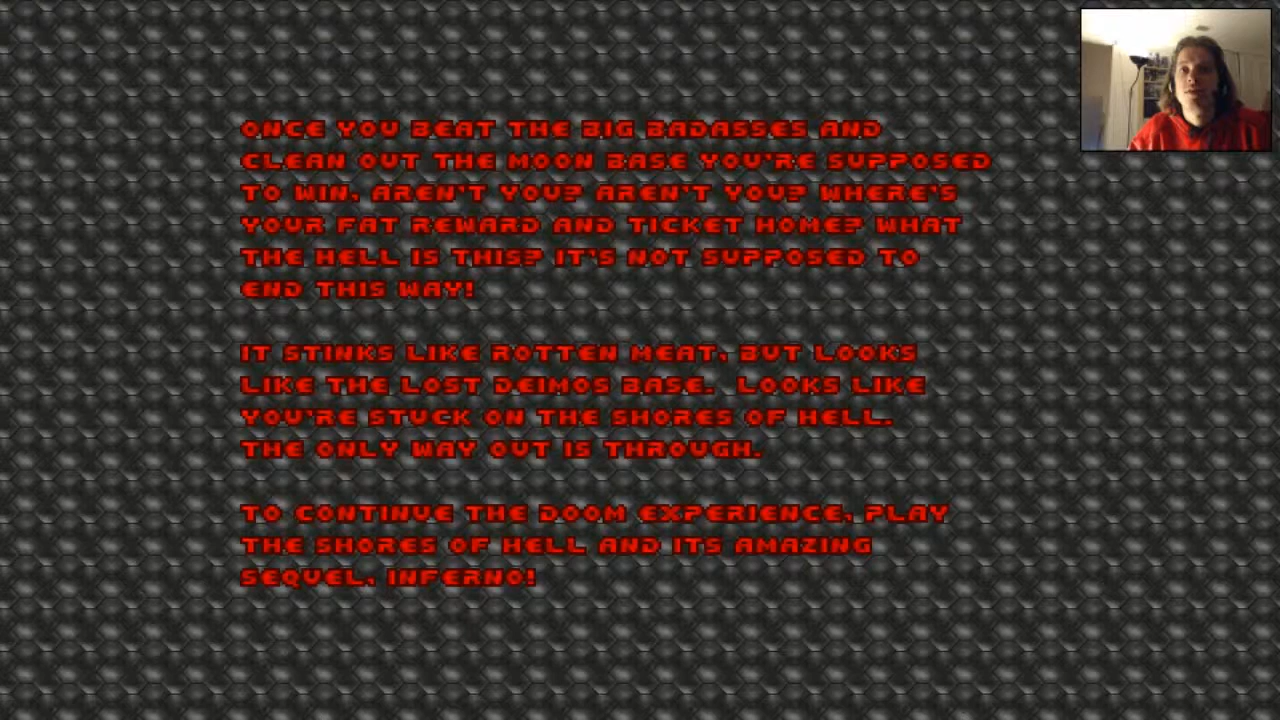 ONCE YOU BEAT THE BIG BADASSES AND
CLEAN OUT THE MOON BASE YOU'RE SUPPOSED
TO WIN, AREN'T YOU? AREN'T YOU? WHERE'S
YOUR FAT REWARD AND TICKET HOME? WHAT
THE HELL IS THIS? IT'S NOT SUPPOSED TO
END THIS WAY!
IT STINKS LIKE ROTTEN MEAT, BUT LOOKS
LIKE THE LOST DEIMOS BASE. LOOKS LIKE
YOU'RE STUCK ON THE SHORES OF HELL.
THE ONLY WAY OUT IS THROUGH.
TO CONTINUE THE DOOM EXPERIENCE, PLAY
THE SHORES OF HELL AND ITS AMAZING
SEQUEL, INFERNO!